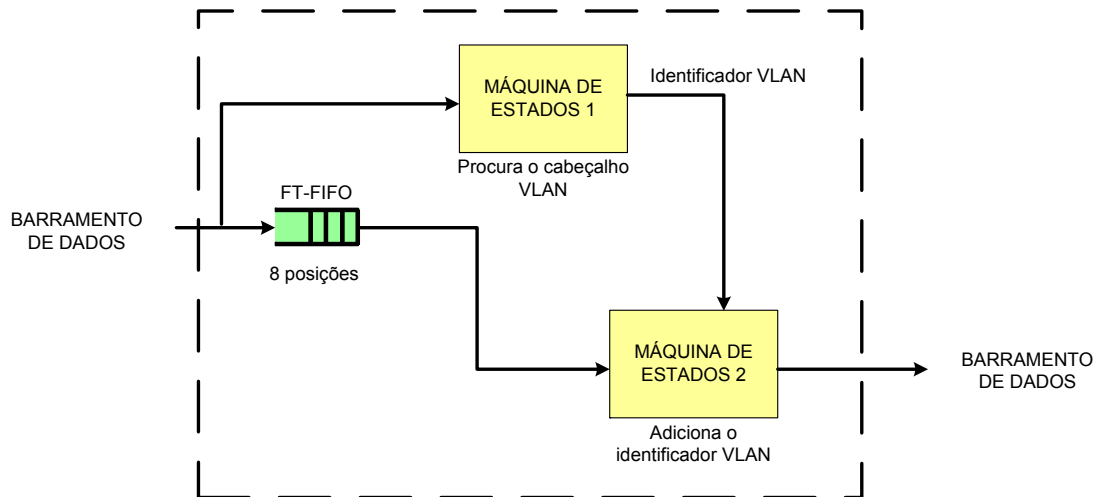 MÁQUINA DE
ESTADOS 1
Identificador VLAN
Procura o cabeçalho
VLAN
FT-FIFO
BARRAMENTO
DE DADOS
8 posições
MÁQUINA DE
ESTADOS 2
BARRAMENTO
DE DADOS
Adiciona o
identificador VLAN